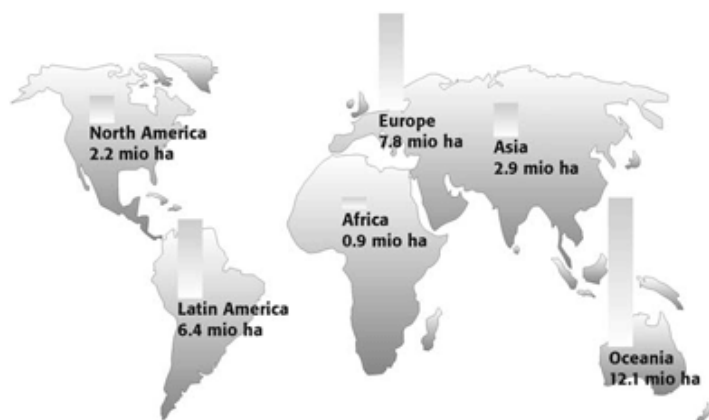 North America
2.2 mio ha
Europe
7.8 mio ha
Asia
2.9 mio ha
Africa
0.9 mio ha
Latin America
6.4 mio ha
Oceania
12.1 mio ha